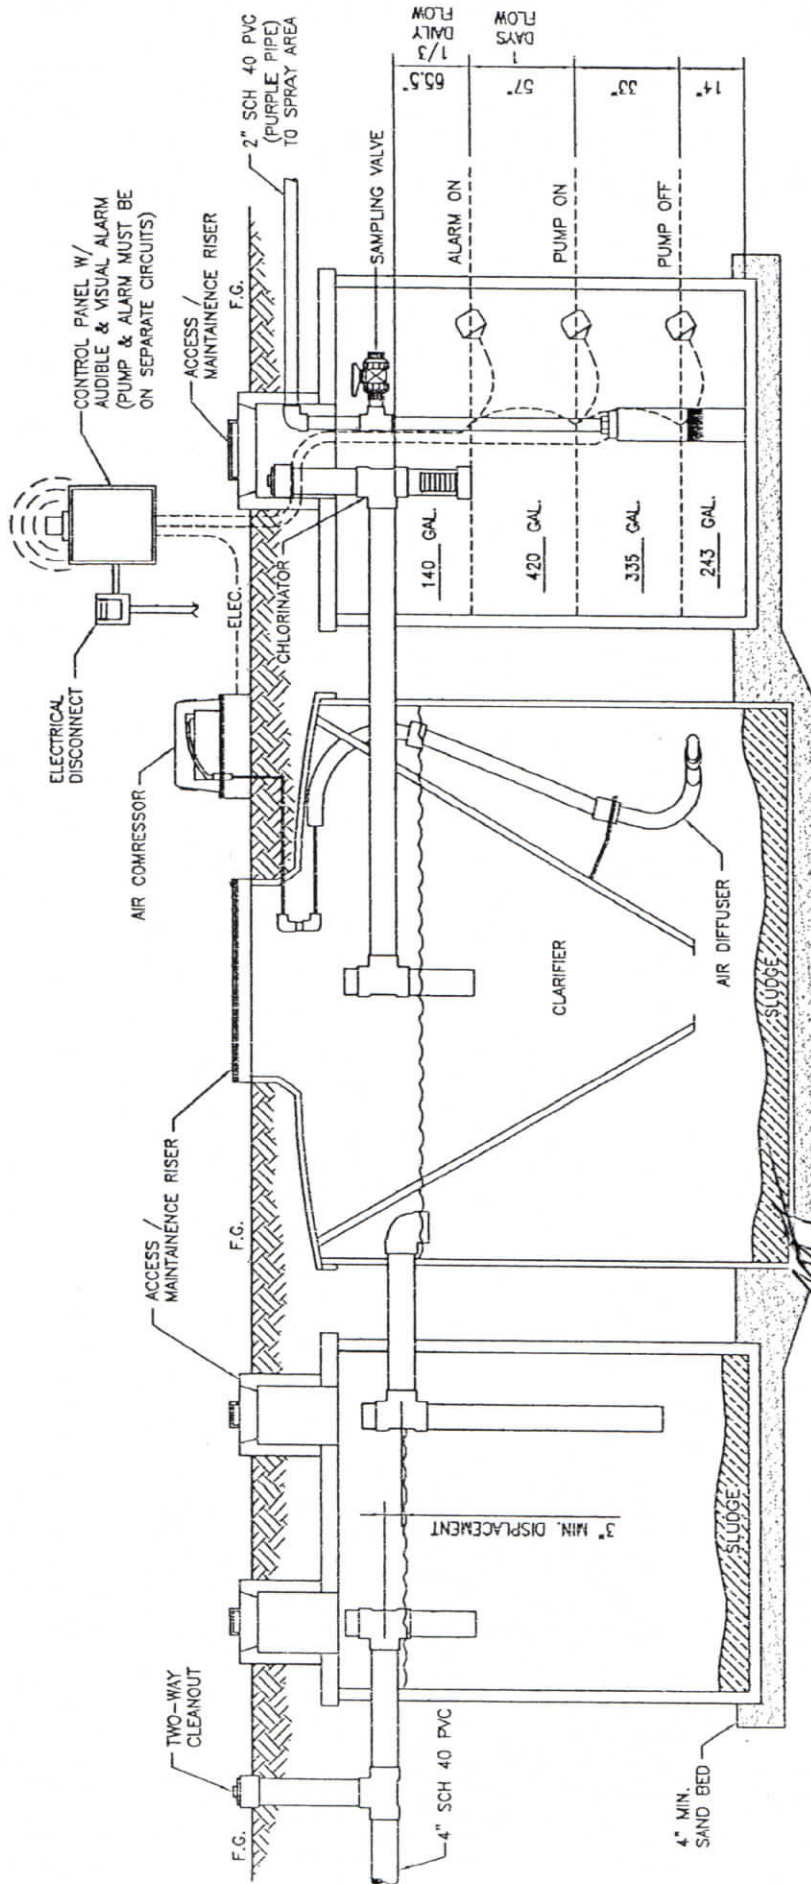 TWO-WAY
CLEANOUT
F.G.
4" SCH 40 PVC
4" MIN.
SAND BED
ACCESS /
MAINTAINENCE RISER
F.G.
3" MIN. DISPLACEMENT
SLUDGE
AIR COMRESSOR
CLARIFIER
AIR DIFFUSER
SLUDGE
ELECTRICAL
DISCONNECT
ELEC.
CHLORINATOR
CONTROL PANEL W/
AUDIBLE & VISUAL ALARM
(PUMP & ALARM MUST BE
ON SEPARATE CIRCUITS)
ACCESS /
MAINTAINENCE RISER
F.G.
2" SCH 40 PVC
(PURPLE PIPE)
TO SPRAY AREA
SAMPLING VALVE
140 GAL.
ALARM ON
420 GAL.
PUMP ON
335 GAL.
PUMP OFF
243 GAL.
65.5"
1/3
DAILY
FLOW
57"
1
DAYS
FLOW
33"
14"